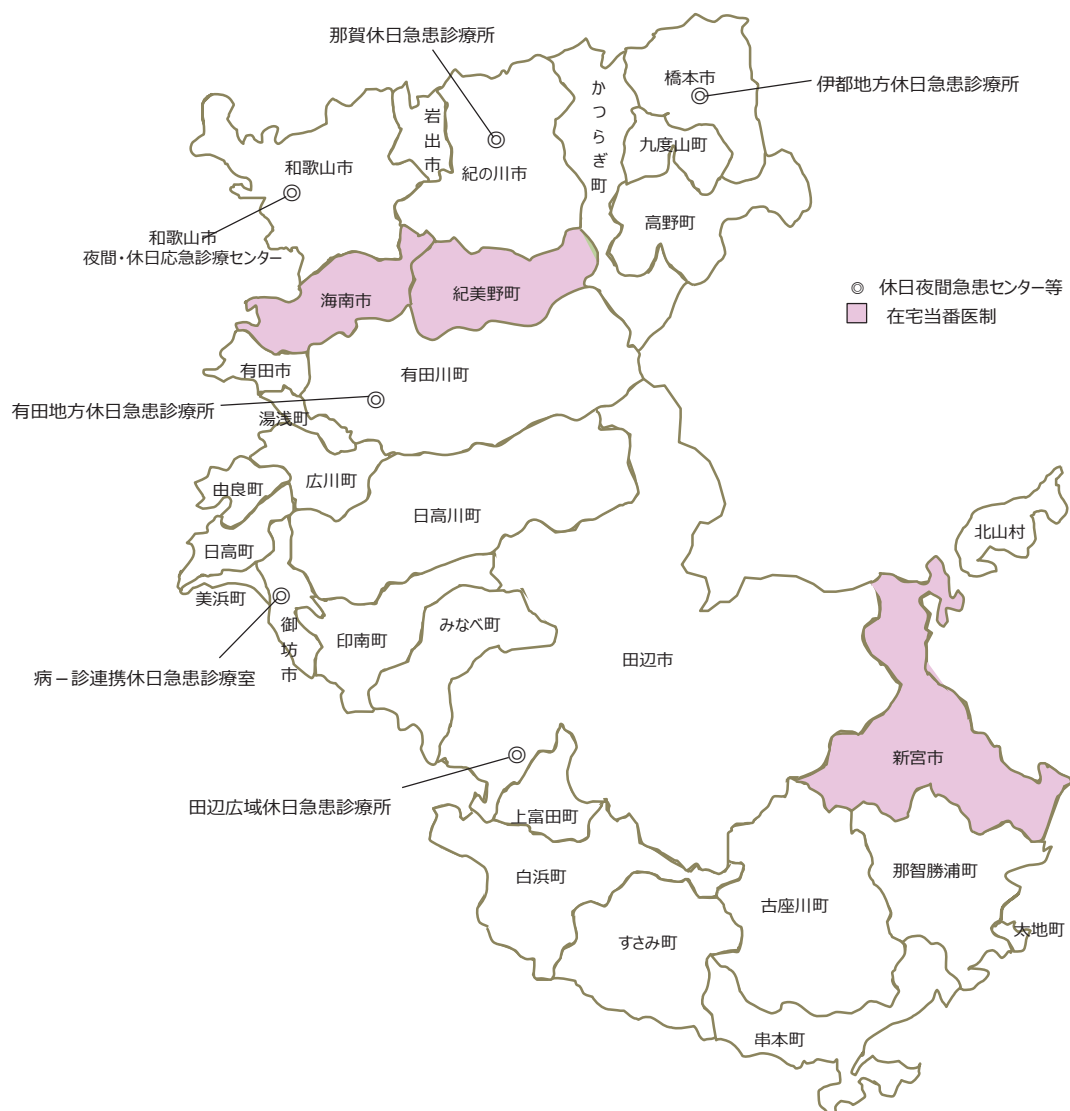 那賀休日急患診療所
橋本市
伊都地方休日急患診療所
かつらぎ町
岩出市
九度山町
和歌山市
紀の川市
高野町
和歌山市
夜間・休日応急診療センター
休日夜間急患センター等
海南市
紀美野町
在宅当番医制
有田市
有田川町
有田地方休日急患診療所
湯浅町
広川町
由良町
日高川町
北山村
日高町
美浜町
御坊市
印南町
みなべ町
田辺市
病－診連携休日急患診療室
新宮市
田辺広域休日急患診療所
上富田町
那智勝浦町
白浜町
古座川町
太地町
すさみ町
串本町